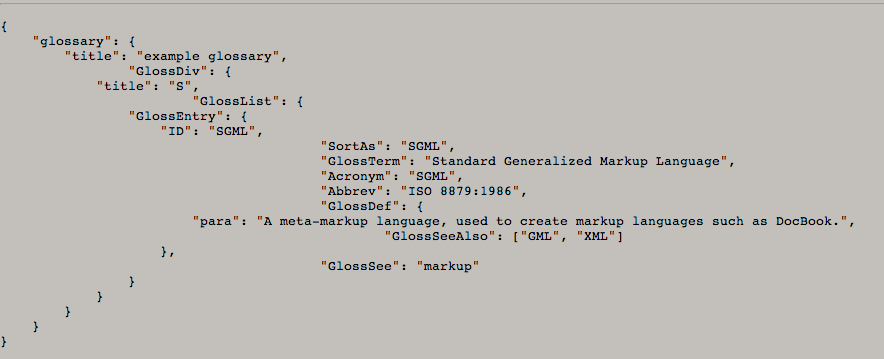 {
    "glossary": {
        "title": "example glossary",
                "GlossDiv": {
            "title": "S",
                        "GlossList": {
                "GlossEntry": {
                    "ID": "SGML",
                                        "SortAs": "SGML",
                                        "GlossTerm": "Standard Generalized Markup Language",
                                        "Acronym": "SGML",
                                        "Abbrev": "ISO 8879:1986",
                                        "GlossDef": {
                        "para": "A meta-markup language, used to create markup languages such as DocBook.",
                                                "GlossSeeAlso": ["GML", "XML"]
                    },
                                        "GlossSee": "markup"
                }
            }
        }
    }
}